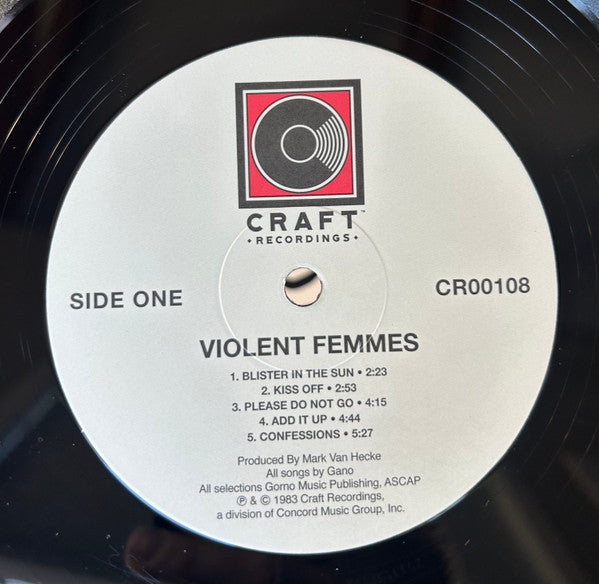 CRAFT™
• RECORDINGS •
SIDE ONE
CR00108
VIOLENT FEMMES
1. BLISTER IN THE SUN • 2:23
2. KISS OFF • 2:53
3. PLEASE DO NOT GO • 4:15
4. ADD IT UP • 4:44
5. CONFESSIONS • 5:27
Produced By Mark Van Hecke
All songs by Gano
All selections Gorno Music Publishing, ASCAP
℗ & © 1983 Craft Recordings,
a division of Concord Music Group, Inc.